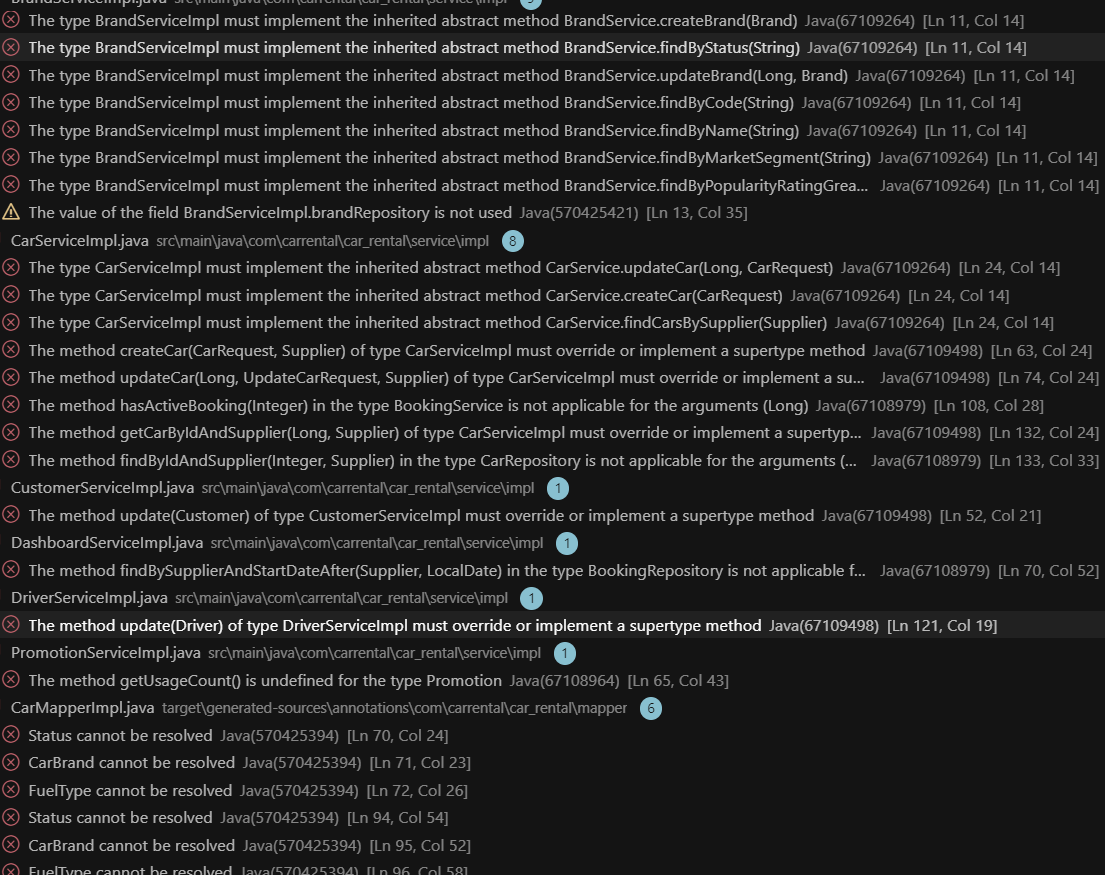 BrandServiceImpl.java src\main\java\com\carrental\car_rental\service\impl 9
The type BrandServiceImpl must implement the inherited abstract method BrandService.createBrand(Brand) Java(67109264) [Ln 11, Col 14]
The type BrandServiceImpl must implement the inherited abstract method BrandService.findByStatus(String) Java(67109264) [Ln 11, Col 14]
The type BrandServiceImpl must implement the inherited abstract method BrandService.updateBrand(Long, Brand) Java(67109264) [Ln 11, Col 14]
The type BrandServiceImpl must implement the inherited abstract method BrandService.findByCode(String) Java(67109264) [Ln 11, Col 14]
The type BrandServiceImpl must implement the inherited abstract method BrandService.findByName(String) Java(67109264) [Ln 11, Col 14]
The type BrandServiceImpl must implement the inherited abstract method BrandService.findByMarketSegment(String) Java(67109264) [Ln 11, Col 14]
The type BrandServiceImpl must implement the inherited abstract method BrandService.findByPopularityRatingGrea... Java(67109264) [Ln 11, Col 14]
The value of the field BrandServiceImpl.brandRepository is not used Java(570425421) [Ln 13, Col 35]
CarServiceImpl.java src\main\java\com\carrental\car_rental\service\impl 8
The type CarServiceImpl must implement the inherited abstract method CarService.updateCar(Long, CarRequest) Java(67109264) [Ln 24, Col 14]
The type CarServiceImpl must implement the inherited abstract method CarService.createCar(CarRequest) Java(67109264) [Ln 24, Col 14]
The type CarServiceImpl must implement the inherited abstract method CarService.findCarsBySupplier(Supplier) Java(67109264) [Ln 24, Col 14]
The method createCar(CarRequest, Supplier) of type CarServiceImpl must override or implement a supertype method Java(67109498) [Ln 63, Col 24]
The method updateCar(Long, UpdateCarRequest, Supplier) of type CarServiceImpl must override or implement a su... Java(67109498) [Ln 74, Col 24]
The method hasActiveBooking(Integer) in the type BookingService is not applicable for the arguments (Long) Java(67108979) [Ln 108, Col 28]
The method getCarByIdAndSupplier(Long, Supplier) of type CarServiceImpl must override or implement a supertyp... Java(67109498) [Ln 132, Col 24]
The method findByIdAndSupplier(Integer, Supplier) in the type CarRepository is not applicable for the arguments (... Java(67108979) [Ln 133, Col 33]
CustomerServiceImpl.java src\main\java\com\carrental\car_rental\service\impl 1
The method update(Customer) of type CustomerServiceImpl must override or implement a supertype method Java(67109498) [Ln 52, Col 21]
DashboardServiceImpl.java src\main\java\com\carrental\car_rental\service\impl 1
The method findBySupplierAndStartDateAfter(Supplier, LocalDate) in the type BookingRepository is not applicable f... Java(67108979) [Ln 70, Col 52]
DriverServiceImpl.java src\main\java\com\carrental\car_rental\service\impl 1
The method update(Driver) of type DriverServiceImpl must override or implement a supertype method Java(67109498) [Ln 121, Col 19]
PromotionServiceImpl.java src\main\java\com\carrental\car_rental\service\impl 1
The method getUsageCount() is undefined for the type Promotion Java(67108964) [Ln 65, Col 43]
CarMapperImpl.java target\generated-sources\annotations\com\carrental\car_rental\mapper 6
Status cannot be resolved Java(570425394) [Ln 70, Col 24]
CarBrand cannot be resolved Java(570425394) [Ln 71, Col 23]
FuelType cannot be resolved Java(570425394) [Ln 72, Col 26]
Status cannot be resolved Java(570425394) [Ln 94, Col 54]
CarBrand cannot be resolved Java(570425394) [Ln 95, Col 52]
FuelType cannot be resolved Java(570425394) [Ln 96, Col 58]